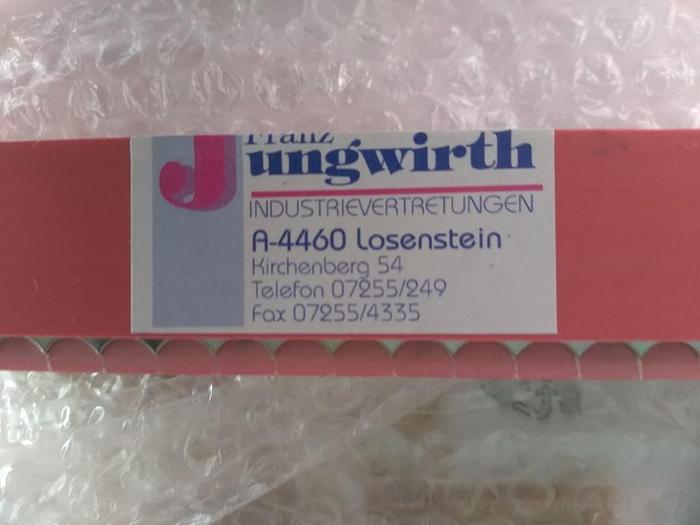 Franz
Jungwirth
INDUSTRIEVERTRETUNGEN
A-4460 Losenstein
Kirchenberg 54
Telefon 07255/249
Fax 07255/4335